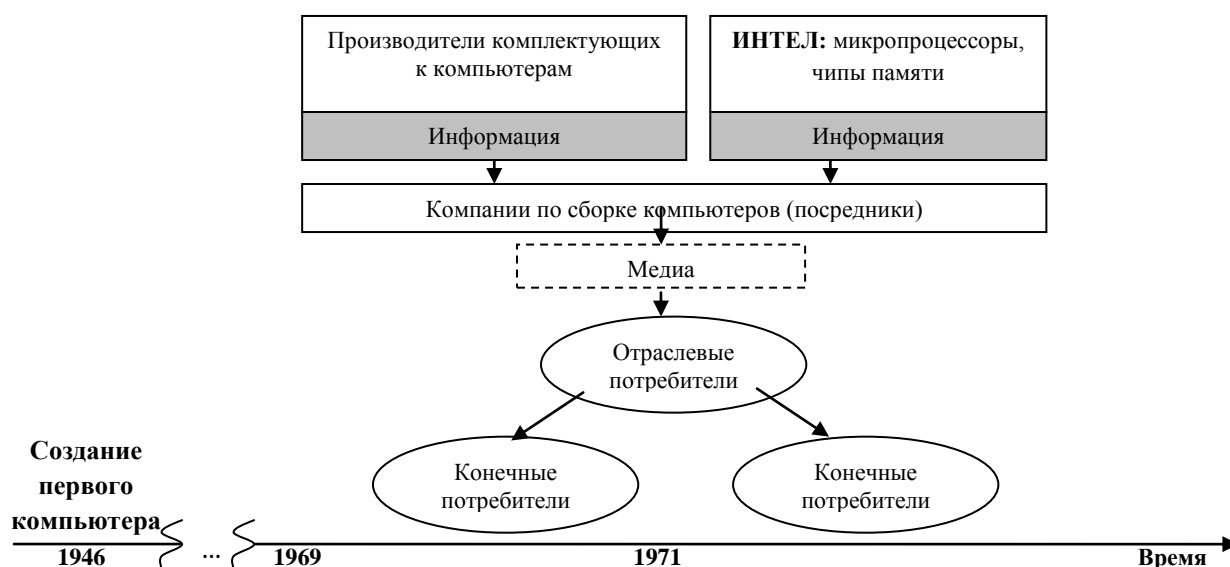 Производители комплектующих
к компьютерам
ИНТЕЛ: микропроцессоры,
чипы памяти
Информация
Информация
Компании по сборке компьютеров (посредники)
Медиа
Отраслевые
потребители
Конечные
потребители
Конечные
потребители
Создание
первого
компьютера
1946
...
1969
1971
Время